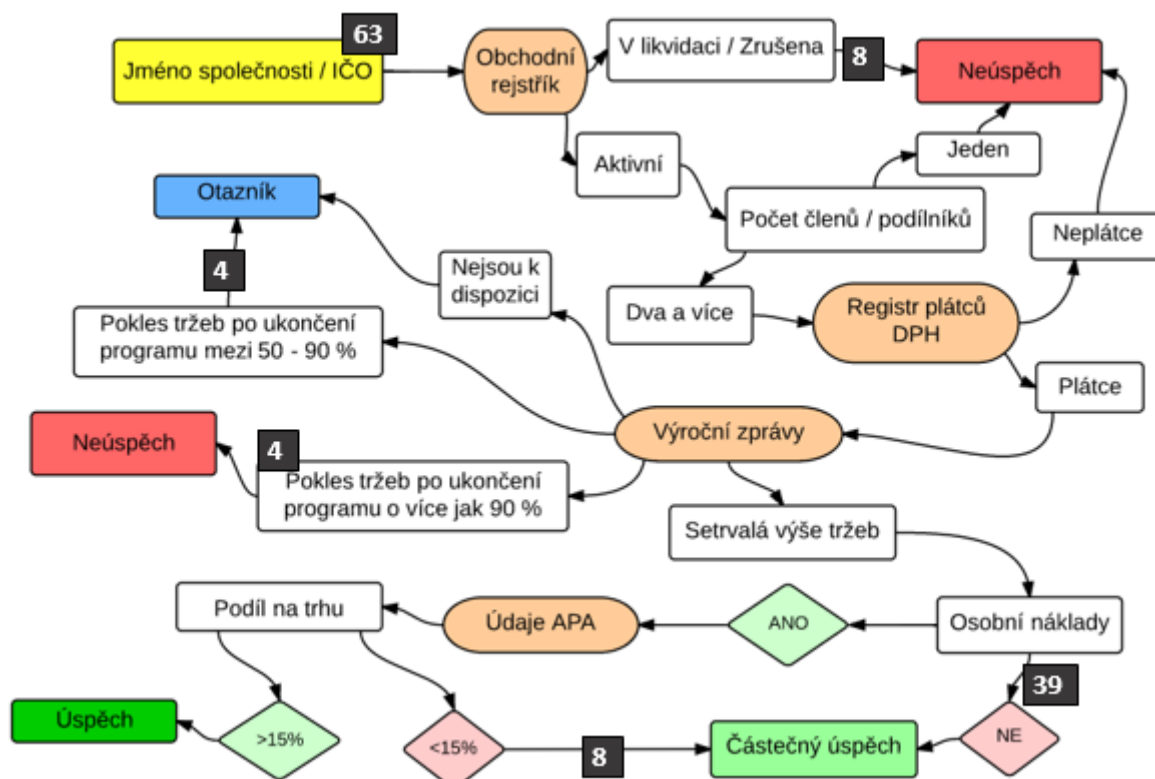 63
Jméno společnosti / IČO
Obchodní
rejstřík
V likvidaci / Zrušena
8
Neúspěch
Aktivní
Jeden
Počet členů / podílníků
Otazník
4
Nejsou k
dispozici
Neplátce
Dva a více
Registr plátců
DPH
Pokles tržeb po ukončení
programu mezi 50 - 90 %
Plátce
Neúspěch
Výroční zprávy
4
Pokles tržeb po ukončení
programu o více jak 90 %
Setrvalá výše tržeb
Podíl na trhu
Údaje APA
ANO
Osobní náklady
39
Úspěch
>15%
<15%
8
Částečný úspěch
NE